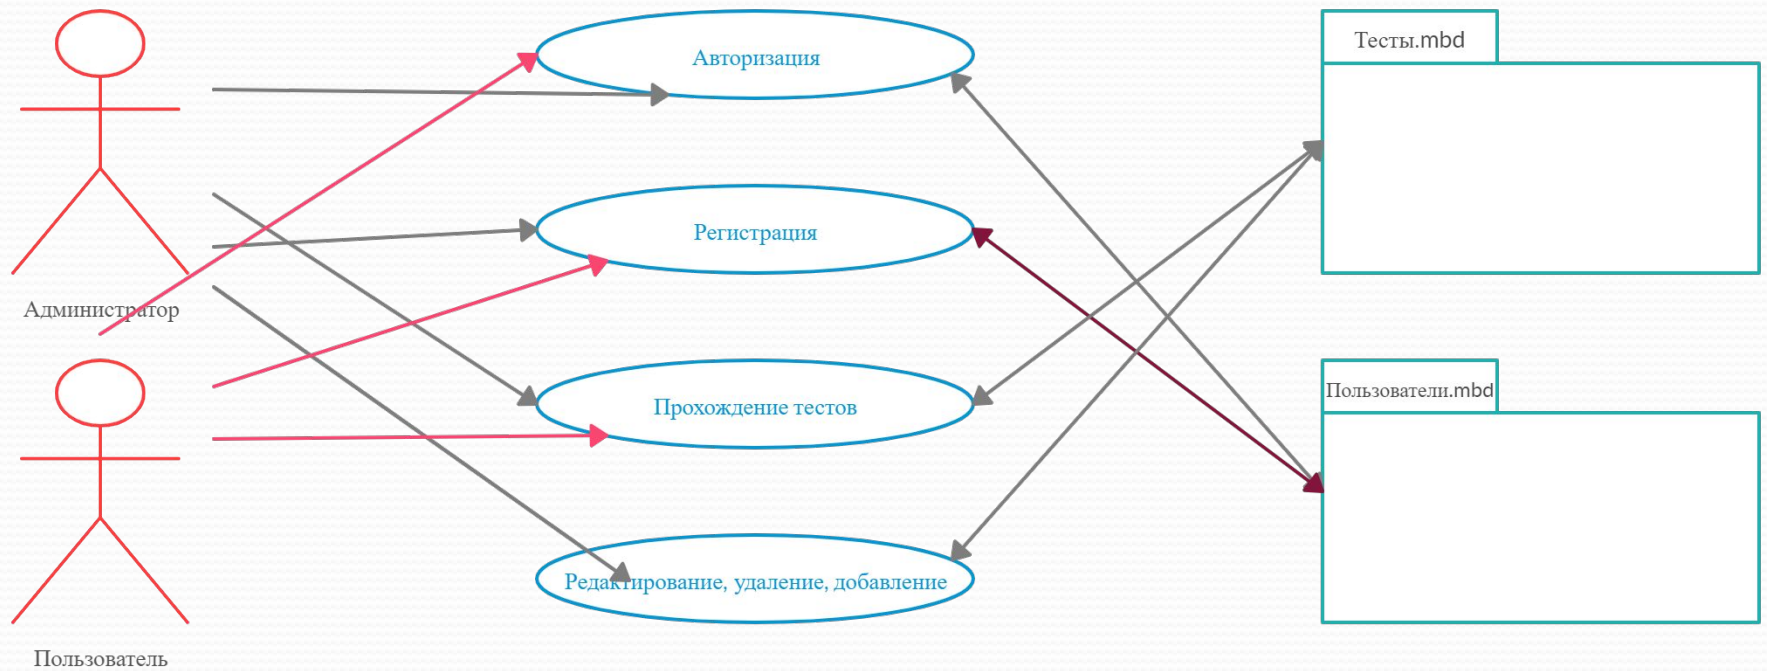 Авторизация
Тесты.mbd
Регистрация
Администратор
Прохождение тестов
Пользователи.mbd
Редактирование, удаление, добавление
Пользователь